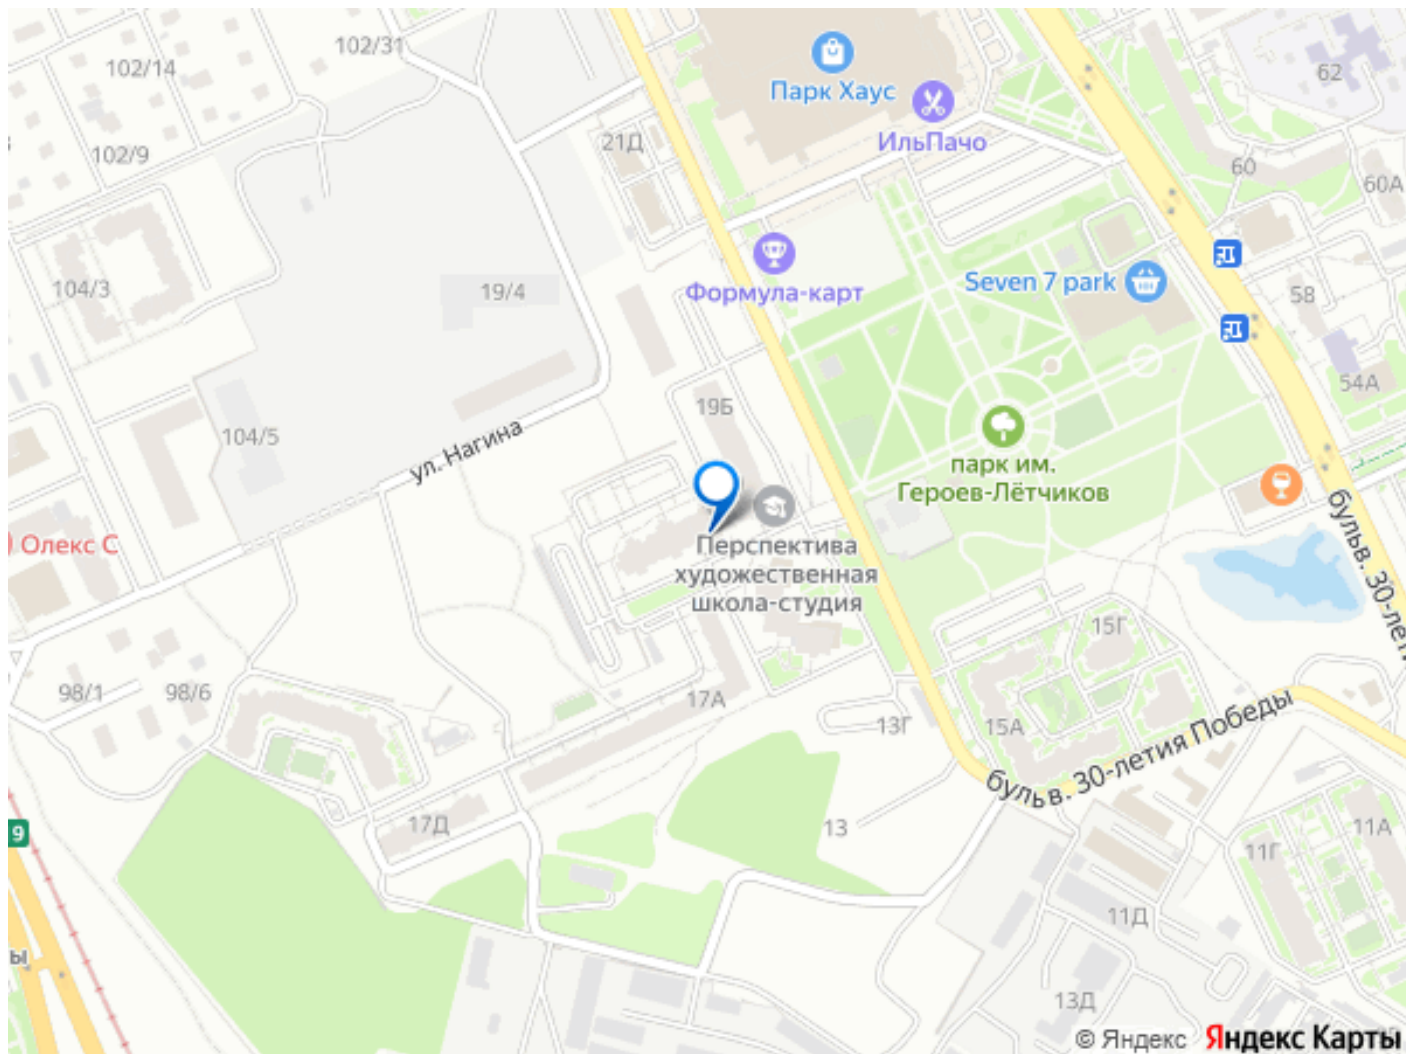 102/31
102/14
62
Парк Хаус
ИльПачо
21Д
102/9
60
60А
104/3
19/4
Формула-карт
Seven 7 park
58
54А
19Б
104/5
ул. Нагина
парк им.
Героев-Лётчиков
Олекс С
Перспектива
художественная
школа-студия
бульв. 30-лети
15Г
98/1
98/6
17А
13Г
15А
бульв. 30-летия Победы
17Д
13
9
11А
11Г
11Д
ы
13Д
© Яндекс
Яндекс Карты